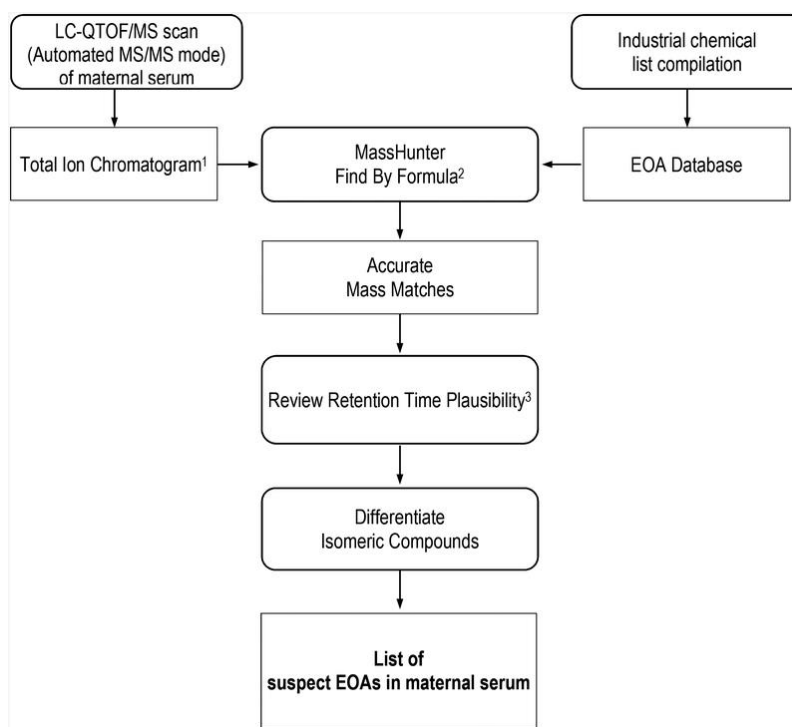 LC-QTOF/MS scan
(Automated MS/MS mode)
of maternal serum
Industrial chemical
list compilation
Total Ion Chromatogram¹
MassHunter
Find By Formula²
EOA Database
Accurate
Mass Matches
Review Retention Time Plausibility³
Differentiate
Isomeric Compounds
List of
suspect EOAs in maternal serum